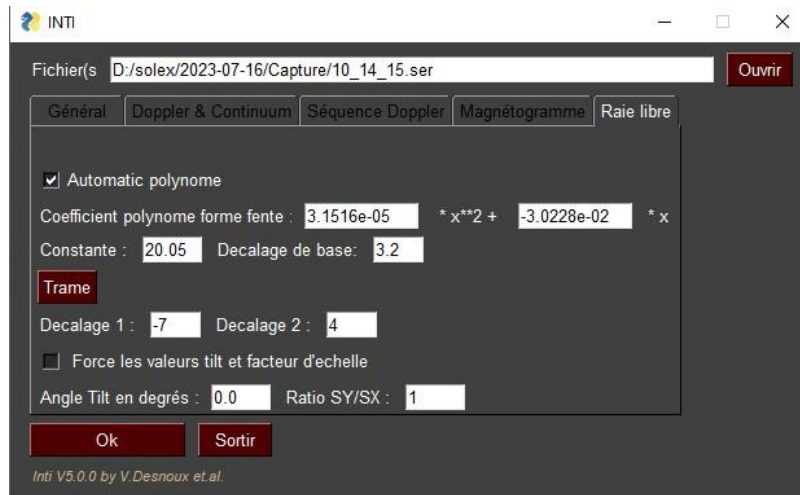 INTI
Fichier(s D:/solex/2023-07-16/Capture/10_14_15.ser Ouvrir
Général Doppler & Continuum Séquence Doppler Magnétogramme Raie libre
Automatic polynome
Coefficient polynome forme fente : 3.1516e-05 * x**2 + -3.0228e-02 * x
Constante : 20.05 Decalage de base: 3.2
Trame
Decalage 1 : -7 Decalage 2 : 4
Force les valeurs tilt et facteur d'echelle
Angle Tilt en degrés : 0.0 Ratio SY/SX : 1
Ok Sortir
Inti V5.0.0 by V.Desnoux et.al.